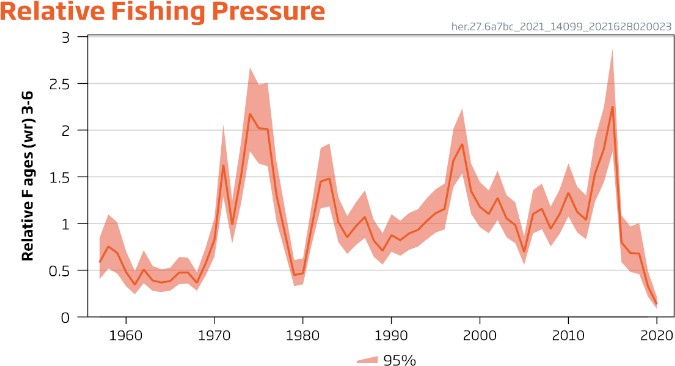 Relative Fishing Pressure
her.27.6a7bc_2021_14099_2021628020023
Relative F ages (wr) 3-6
3
2.5
2
1.5
1
0.5
0
1960 1970 1980 1990 2000 2010 2020
95%